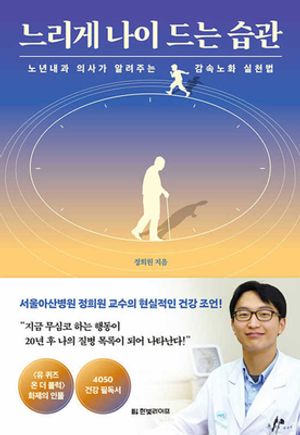 느리게 나이 드는 습관
노년내과 의사가 알려주는 감속노화 실천법
정희원 지음
서울아산병원 정희원 교수의 현실적인 건강 조언!
“지금 무심코 하는 행동이
20년 후 나의 질병 목록이 되어 나타난다!”
〈유 퀴즈
온 더 블럭〉
화제의 인물
4050
건강 필독서
한빛라이프